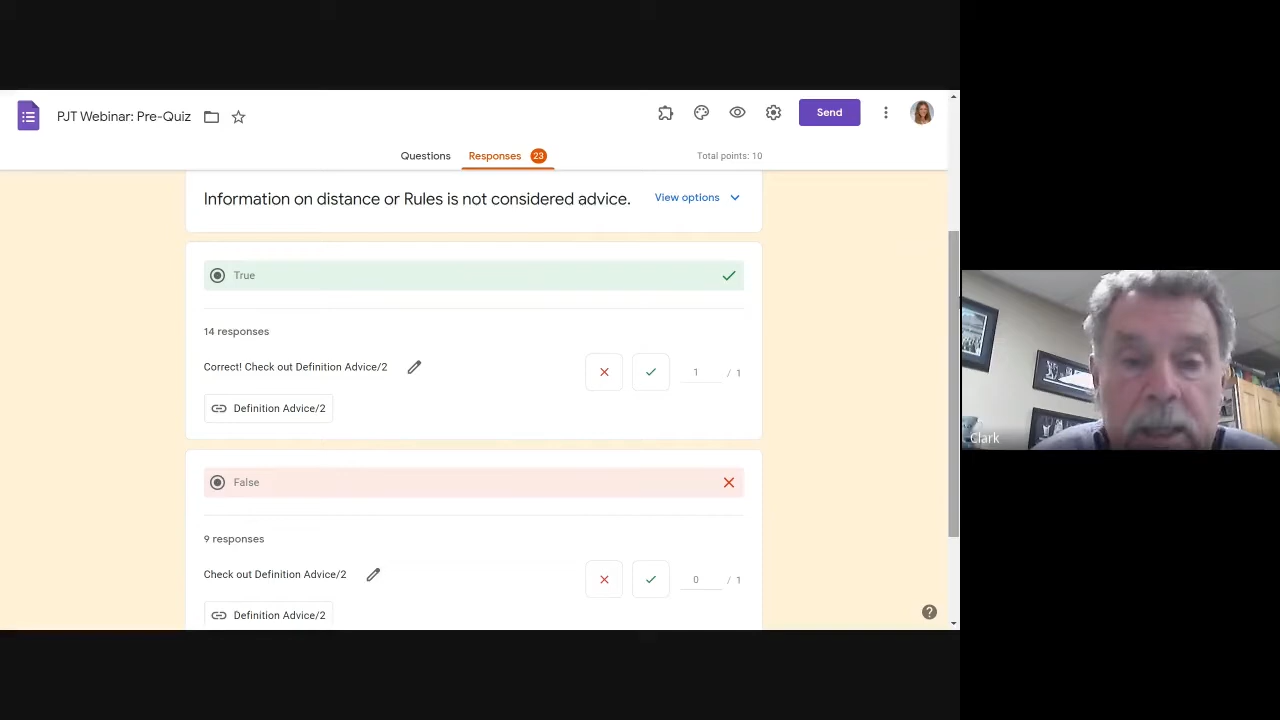 PJT Webinar: Pre-Quiz
Send
Questions
Responses 23
Total points: 10
Information on distance or Rules is not considered advice.
View options
True
14 responses
Correct! Check out Definition Advice/2
1 / 1
Definition Advice/2
False
9 responses
Check out Definition Advice/2
0 / 1
Definition Advice/2
Clark